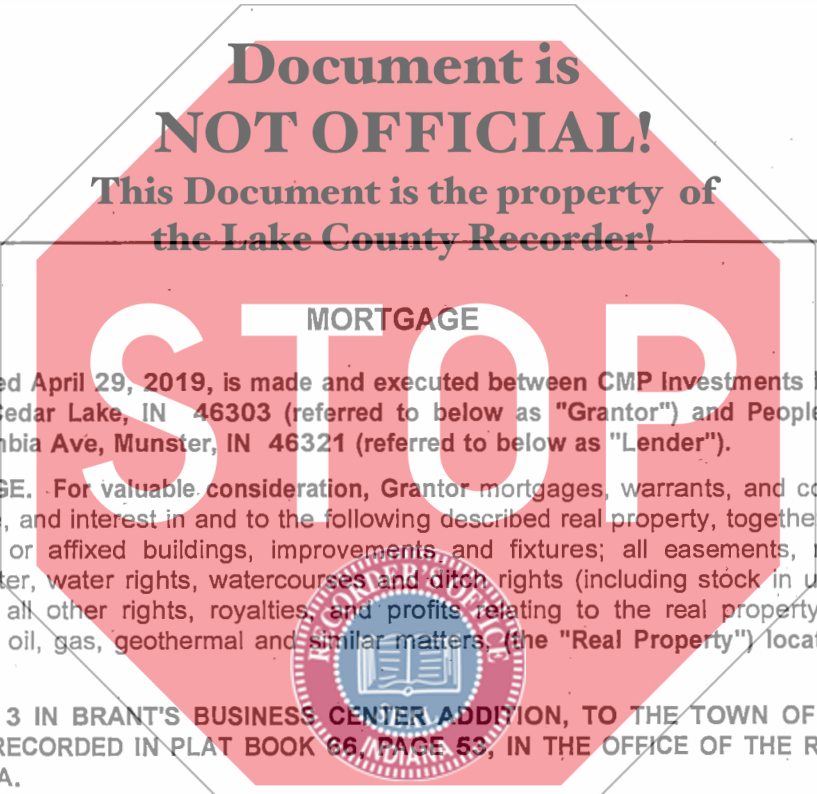 Document is
NOT OFFICIAL!
This Document is the property of
the Lake County Recorder!
STOP
MORTGAGE
ed April 29, 2019, is made and executed between CMP Investments
Cedar Lake, IN 46303 (referred to below as "Grantor") and People
nbia Ave, Munster, IN 46321 (referred to below as "Lender").
GE. For valuable consideration, Grantor mortgages, warrants, and co
, and interest in and to the following described real property, togethe
or affixed buildings, improvements and fixtures; all easements,
ter, water rights, watercourses and ditch rights (including stock in u
all other rights, royalties, and profits relating to the real property
oil, gas, geothermal and similar matters, (the "Real Property") locat
RECORDER'S OFFICE
SEAL
INDIANA
3 IN BRANT'S BUSINESS CENTER ADDITION, TO THE TOWN OF
RECORDED IN PLAT BOOK 66, PAGE 53, IN THE OFFICE OF THE R
A.